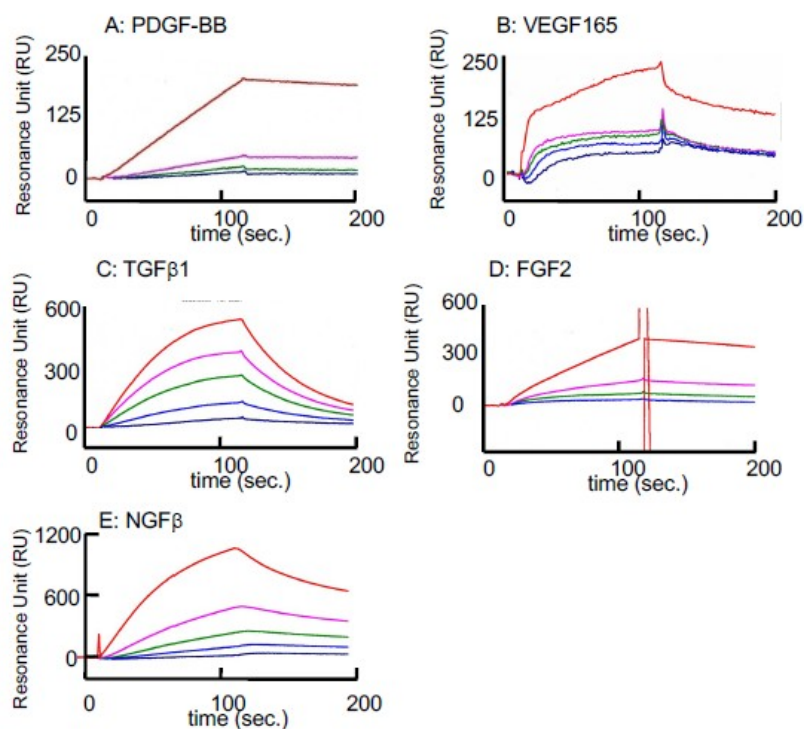 A: PDGF-BB
Resonance Unit (RU)
250
125
0
0
100
200
time (sec.)
B: VEGF165
Resonance Unit (RU)
250
125
0
0
100
200
time (sec.)
C: TGFβ1
Resonance Unit (RU)
600
300
0
0
100
200
time (sec.)
D: FGF2
Resonance Unit (RU)
600
300
0
0
100
200
time (sec.)
E: NGFβ
Resonance Unit (RU)
1200
600
0
0
100
200
time (sec.)